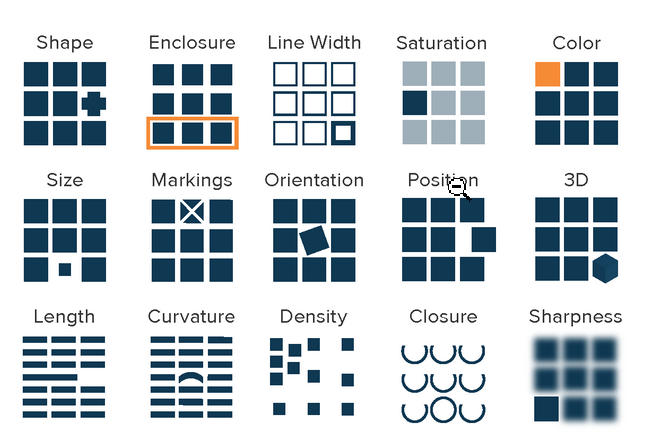 Shape Enclosure Line Width Saturation Color
Size Markings Orientation Position 3D
Length Curvature Density Closure Sharpness